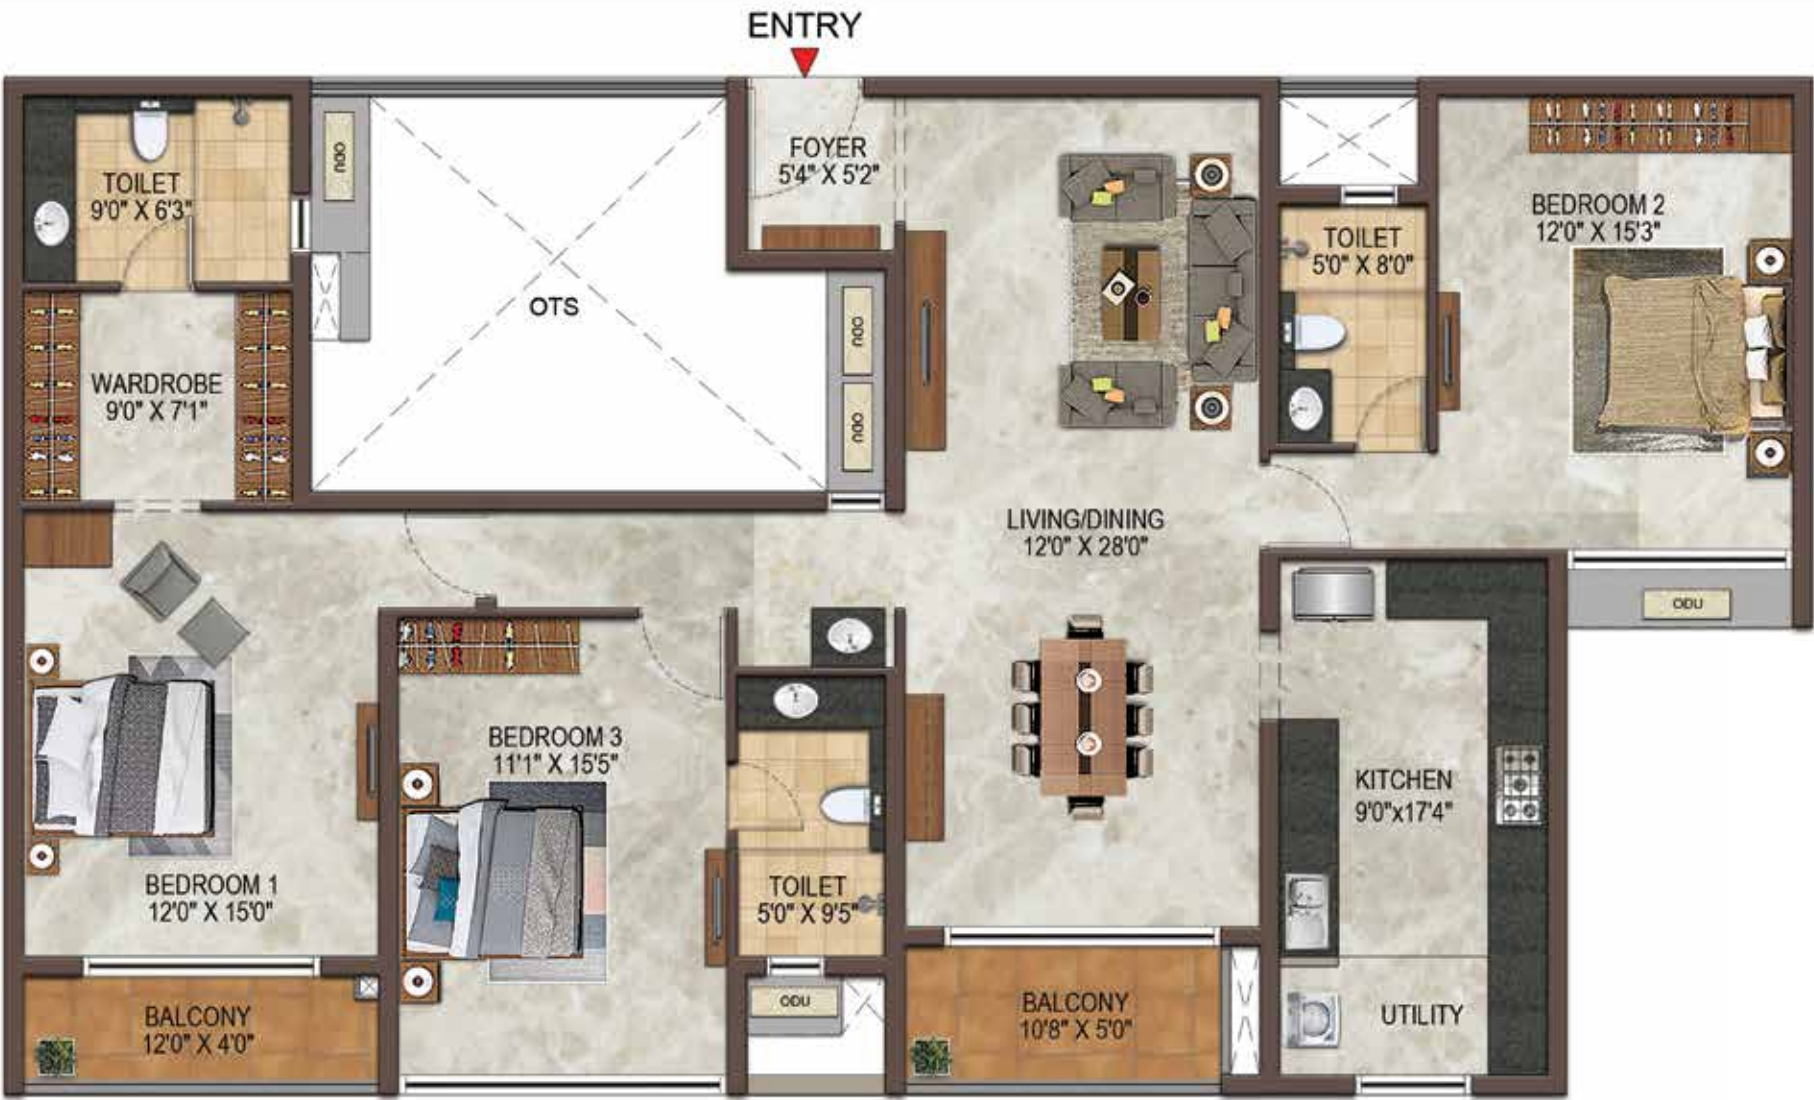 ENTRY
TOILET
9'0" X 6'3"
ODU
FOYER
5'4" X 5'2"
BEDROOM 2
12'0" X 15'3"
TOILET
5'0" X 8'0"
OTS
ODU
ODU
WARDROBE
9'0" X 7'1"
LIVING/DINING
12'0" X 28'0"
ODU
BEDROOM 3
11'1" X 15'5"
KITCHEN
9'0"x17'4"
BEDROOM 1
12'0" X 15'0"
TOILET
5'0" X 9'5"
ODU
BALCONY
12'0" X 4'0"
BALCONY
10'8" X 5'0"
UTILITY